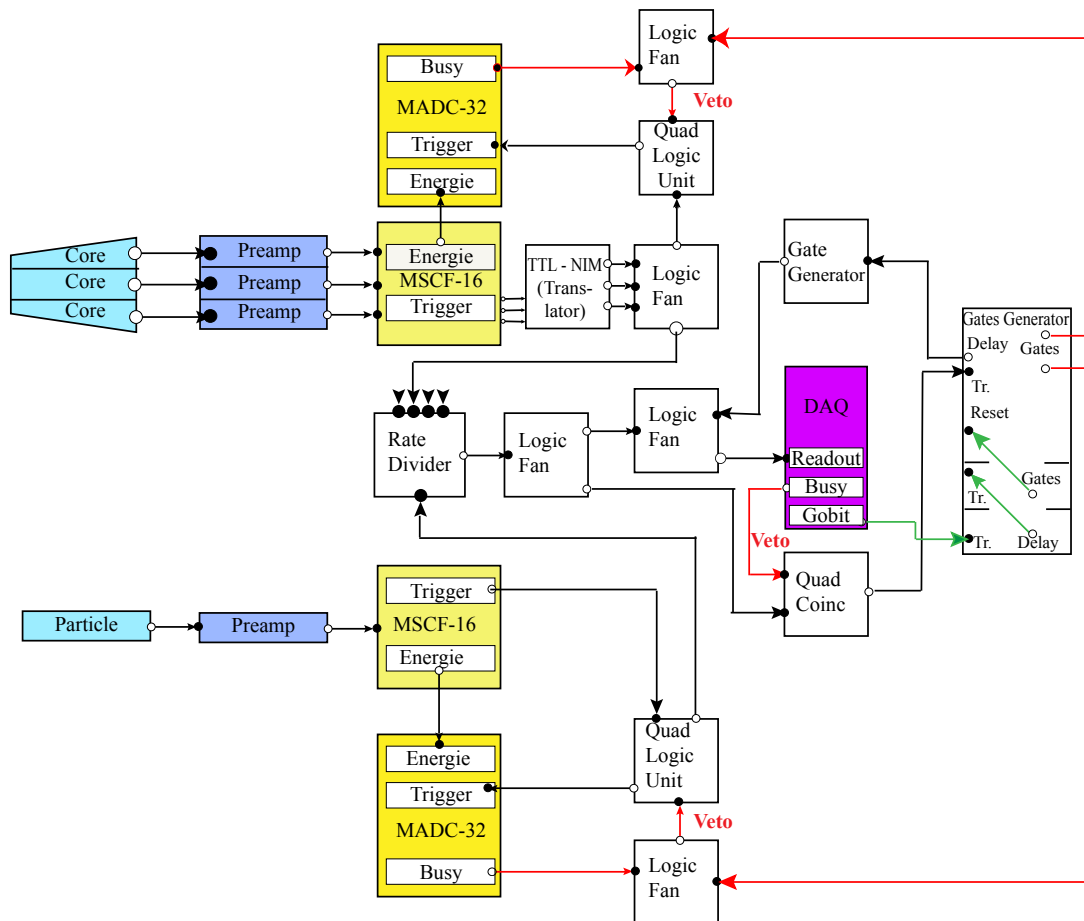 Logic
Fan
Busy
Veto
MADC-32
Quad
Logic
Unit
Trigger
Energie
Core
Core
Core
Preamp
Preamp
Preamp
Energie
MSCF-16
Trigger
TTL - NIM
(Trans-
lator)
Logic
Fan
Gate
Generator
Gates Generator
Delay
Gates
Tr.
Reset
Gates
Tr.
Tr.
Delay
Rate
Divider
Logic
Fan
Logic
Fan
DAQ
Readout
Busy
Gobit
Veto
Quad
Coinc
Particle
Preamp
Trigger
MSCF-16
Energie
Quad
Logic
Unit
Energie
Trigger
MADC-32
Busy
Veto
Logic
Fan